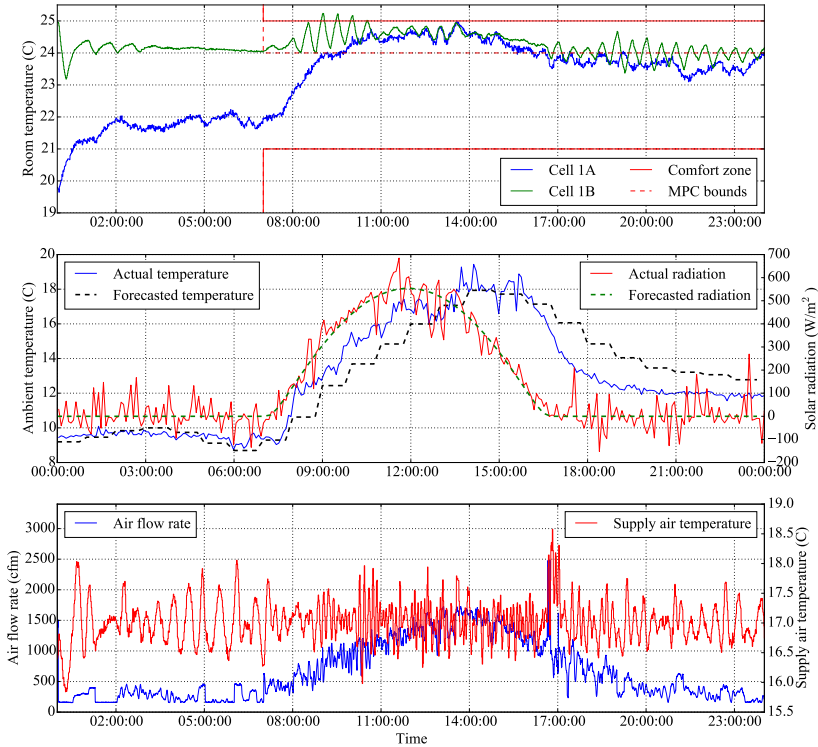 Room temperature (C)
25
24
23
22
21
20
19
Cell 1A
Cell 1B
Comfort zone
MPC bounds
02:00:00 05:00:00 08:00:00 11:00:00 14:00:00 17:00:00 20:00:00 23:00:00
Ambient temperature (C)
20
18
16
14
12
10
8
Actual temperature
Forecasted temperature
Actual radiation
Forecasted radiation
700
600
500
400
300
200
100
0
−100
−200
Solar radiation (W/m²)
00:00:00 03:00:00 06:00:00 09:00:00 12:00:00 15:00:00 18:00:00 21:00:00 00:00:00
Air flow rate (cfm)
3000
2500
2000
1500
1000
500
0
Air flow rate
Supply air temperature
19.0
18.5
18.0
17.5
17.0
16.5
16.0
15.5
Supply air temperature (C)
02:00:00 05:00:00 08:00:00 11:00:00 14:00:00 17:00:00 20:00:00 23:00:00
Time